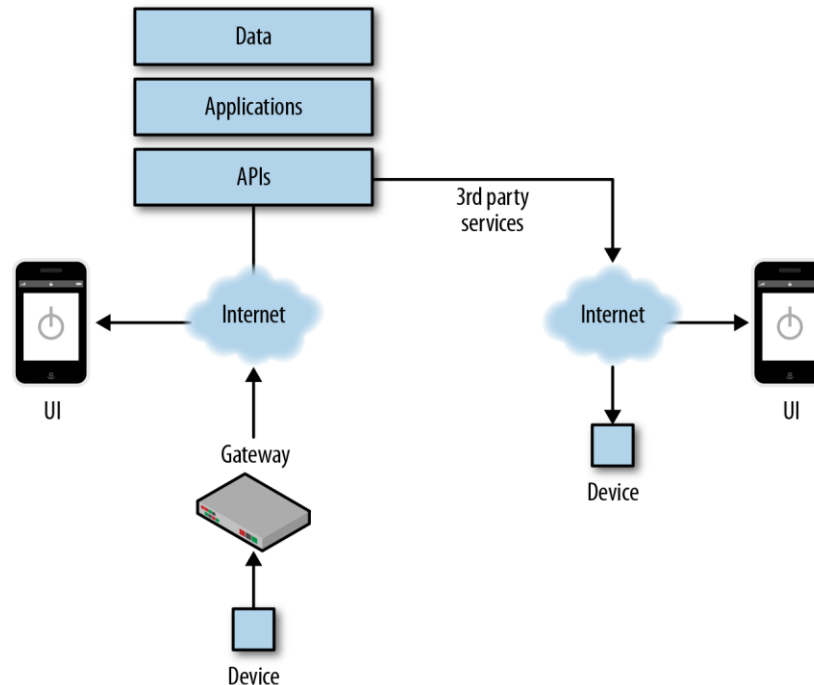 Data
Applications
APIs
3rd party
services
Internet
Internet
UI
UI
Gateway
Device
Device